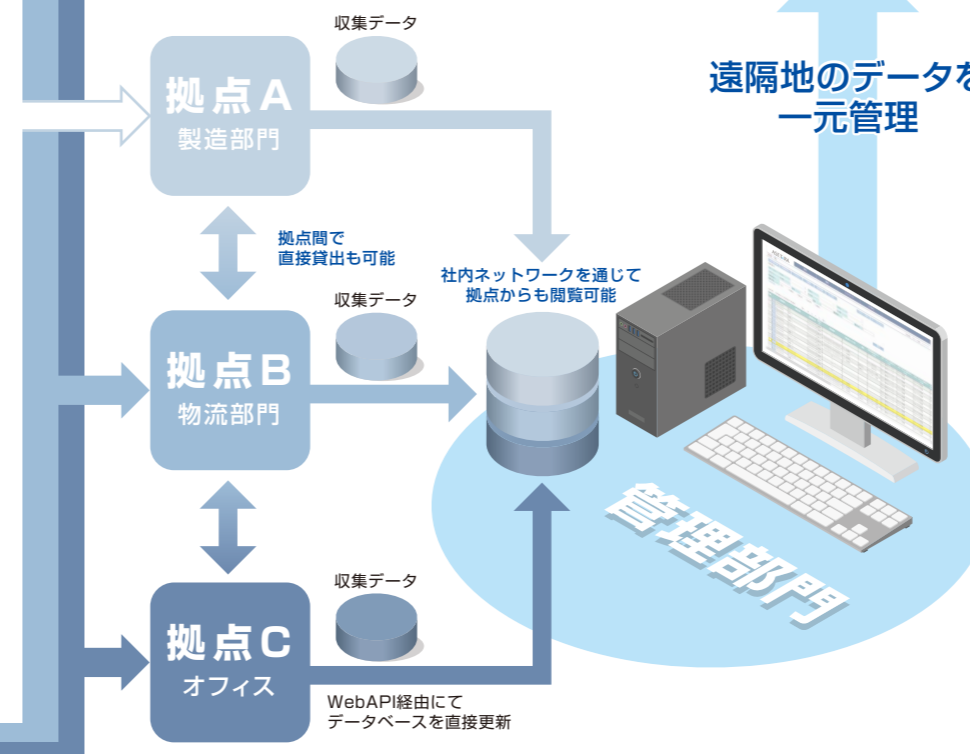 収集データ
拠点A
製造部門
遠隔地のデータを
一元管理
拠点間で
直接貸出も可能
社内ネットワークを通じて
拠点からも閲覧可能
収集データ
拠点B
物流部門
管理部門
収集データ
拠点C
オフィス
WebAPI経由にて
データベースを直接更新